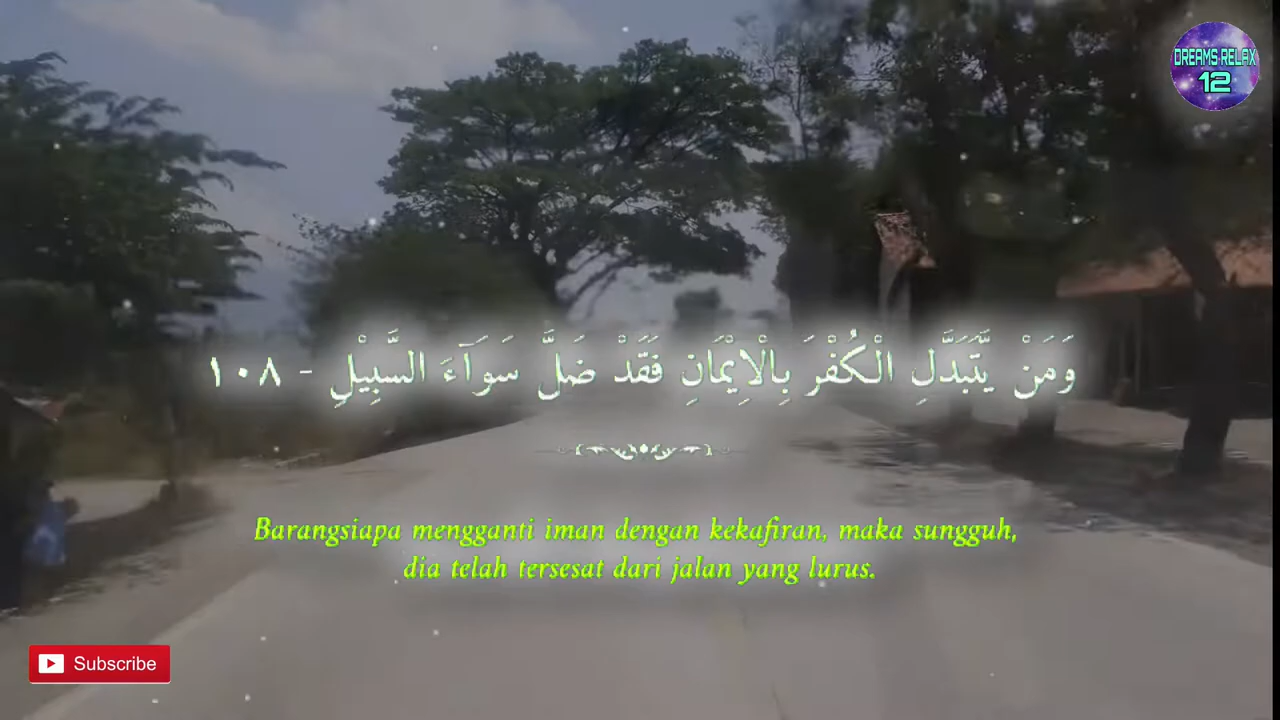 DREAMS RELAX
12
وَمَنْ يَّتَبَدَّلِ الْكُفْرَ بِالْاِيْمَانِ فَقَدْ ضَلَّ سَوَاۤءَ السَّبِيْلِ - ١٠٨
Barangsiapa mengganti iman dengan kekafiran, maka sungguh,
dia telah tersesat dari jalan yang lurus.
Subscribe